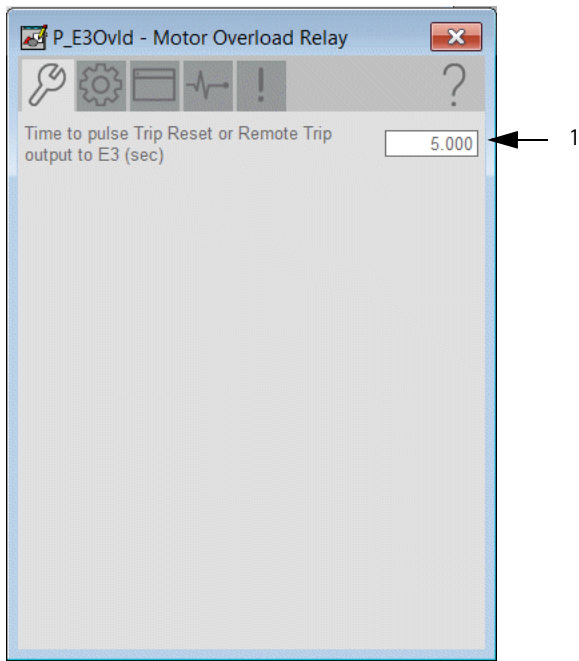 P_E3Ovld - Motor Overload Relay
?
Time to pulse Trip Reset or Remote Trip
output to E3 (sec)
5.000
1